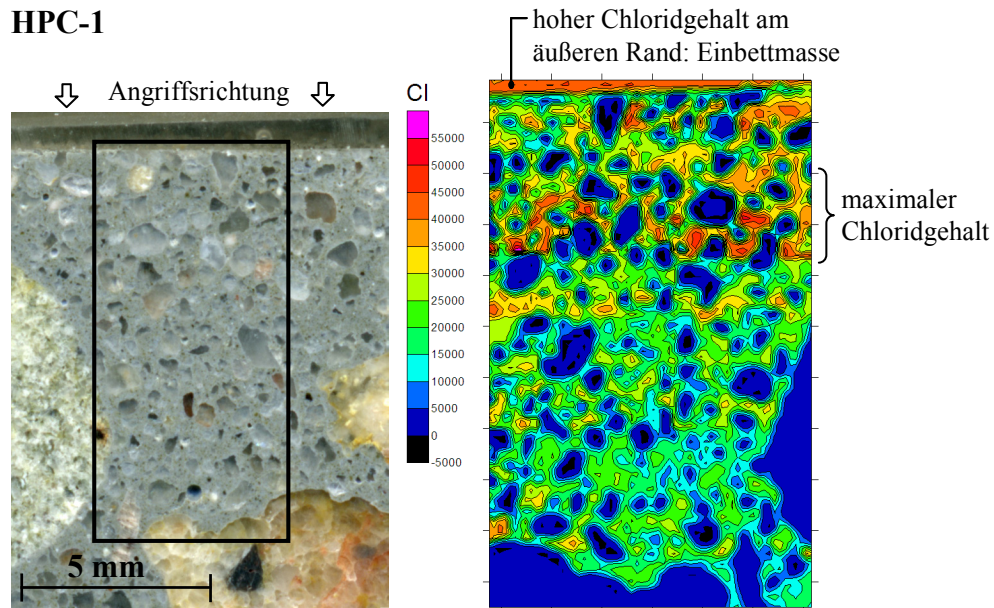 HPC-1
hoher Chloridgehalt am
äußeren Rand: Einbettmasse
Angriffsrichtung
Cl
55000
50000
45000
40000
35000
30000
25000
20000
15000
10000
5000
0
-5000
maximaler
Chloridgehalt
5 mm